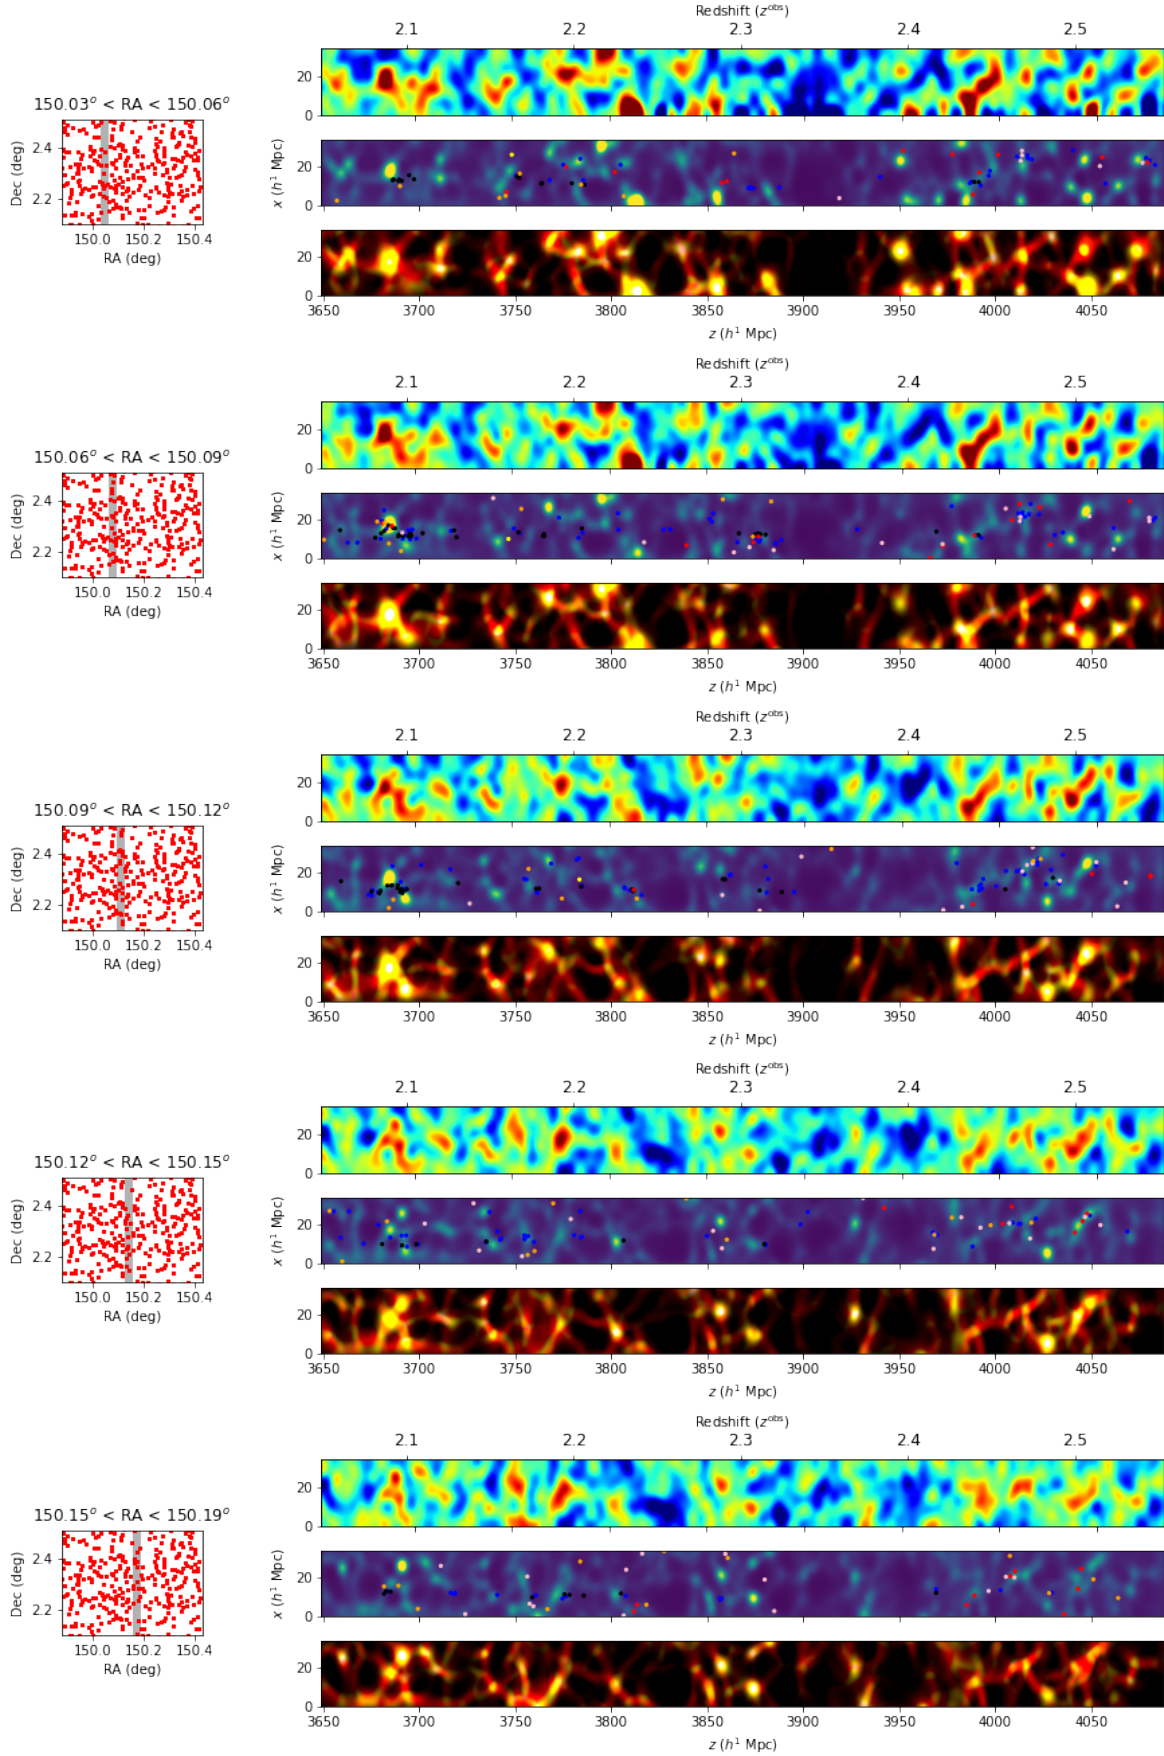 Redshift (z^obs)
2.1 2.2 2.3 2.4 2.5
150.03° < RA < 150.06°
20
0
2.4
2.2
Dec (deg)
150.0 150.2 150.4
RA (deg)
x (h¹ Mpc)
20
0
20
0
3650 3700 3750 3800 3850 3900 3950 4000 4050
z (h¹ Mpc)
Redshift (z^obs)
2.1 2.2 2.3 2.4 2.5
150.06° < RA < 150.09°
20
0
2.4
2.2
Dec (deg)
150.0 150.2 150.4
RA (deg)
x (h¹ Mpc)
20
0
20
0
3650 3700 3750 3800 3850 3900 3950 4000 4050
z (h¹ Mpc)
Redshift (z^obs)
2.1 2.2 2.3 2.4 2.5
150.09° < RA < 150.12°
20
0
2.4
2.2
Dec (deg)
150.0 150.2 150.4
RA (deg)
x (h¹ Mpc)
20
0
20
0
3650 3700 3750 3800 3850 3900 3950 4000 4050
z (h¹ Mpc)
Redshift (z^obs)
2.1 2.2 2.3 2.4 2.5
150.12° < RA < 150.15°
20
0
2.4
2.2
Dec (deg)
150.0 150.2 150.4
RA (deg)
x (h¹ Mpc)
20
0
20
0
3650 3700 3750 3800 3850 3900 3950 4000 4050
z (h¹ Mpc)
Redshift (z^obs)
2.1 2.2 2.3 2.4 2.5
150.15° < RA < 150.19°
20
0
2.4
2.2
Dec (deg)
150.0 150.2 150.4
RA (deg)
x (h¹ Mpc)
20
0
20
0
3650 3700 3750 3800 3850 3900 3950 4000 4050
z (h¹ Mpc)